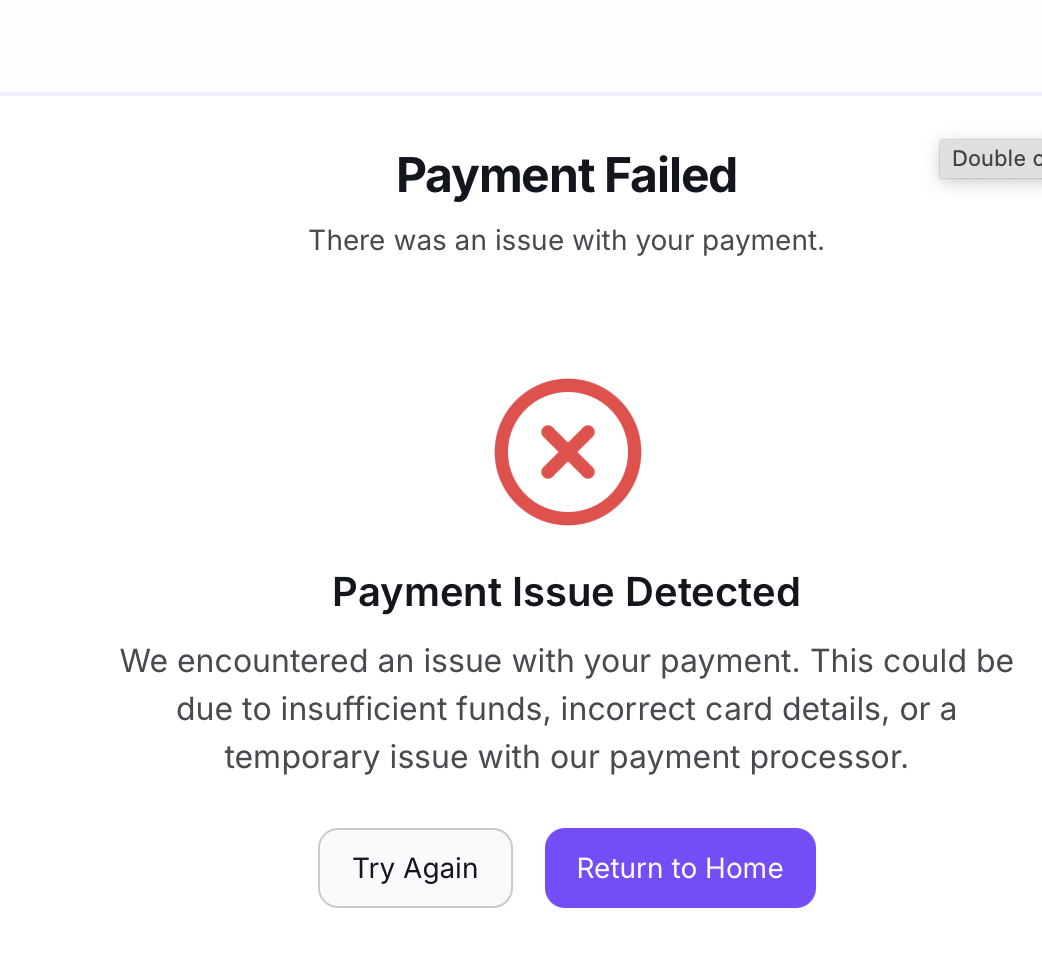 Double
Payment Failed
There was an issue with your payment.
Payment Issue Detected
We encountered an issue with your payment. This could be
due to insufficient funds, incorrect card details, or a
temporary issue with our payment processor.
Try Again
Return to Home